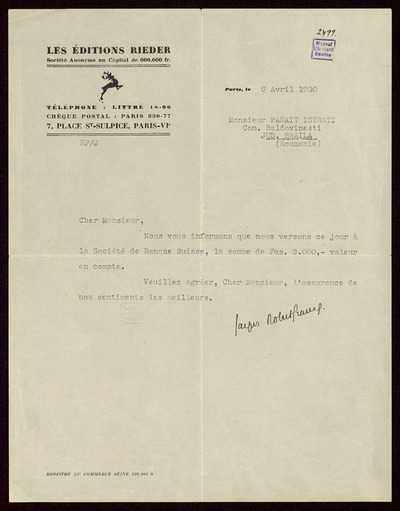 2499.
Muzeul
Literaturii
Române
LES ÉDITIONS RIEDER
Société Anonyme au Capital de 600.000 fr.
TÉLÉPHONE : LITTRÉ 18-96
CHÈQUE POSTAL : PARIS 330-77
7, PLACE St-SULPICE, PARIS-VIe
Paris, le 9 Avril 1930
Monsieur PANAIT ISTRATI
Com. Baldovinesti
JUD. BRAILA
(Roumanie)
RP/J
Cher Monsieur,
Nous vous informons que nous versons ce jour à
la Société de Banque Suisse, la somme de Fcs. 3.000,- valeur
en compte.
Veuillez agréer, Cher Monsieur, l'assurance de
nos sentiments les meilleurs.
Jacques Robertfrance.
REGISTRE DU COMMERCE SEINE B